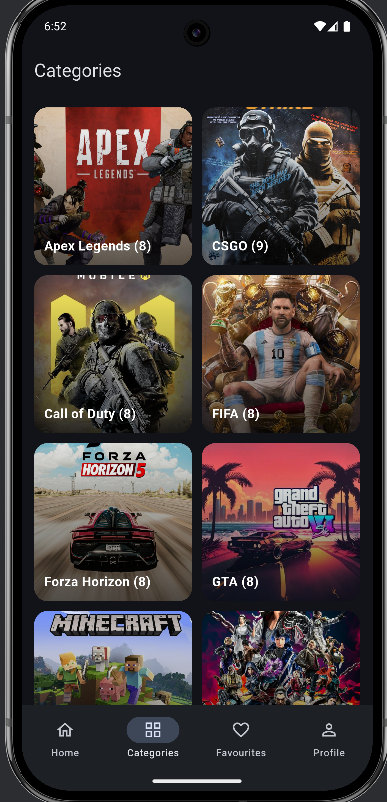 6:52
Categories
APEX
LEGENDS
Apex Legends (8)
CSGO (9)
MOBILE
Call of Duty (8)
10
FIFA (8)
FORZA
HORIZON 5
Forza Horizon (8)
grand
theft
auto
VI
GTA (8)
MINECRAFT
Home
Categories
Favourites
Profile